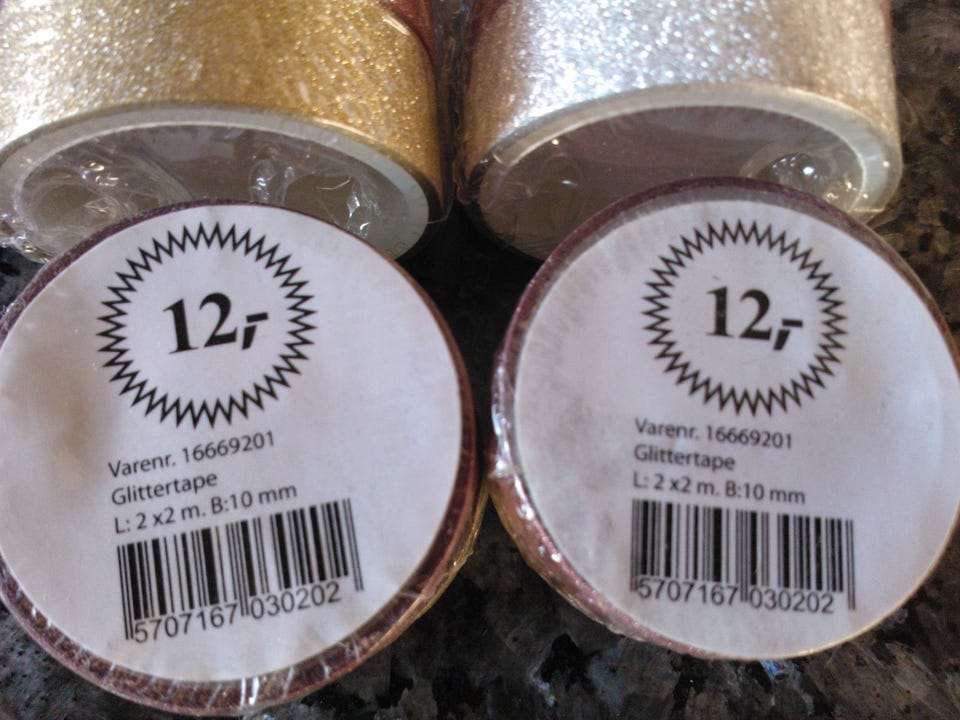 12,-
Varenr. 16669201
Glittertape
L: 2 x2 m. B:10 mm
5707167 030202
12,-
Varenr. 16669201
Glittertape
L: 2 x2 m. B:10 mm
5707167 030202